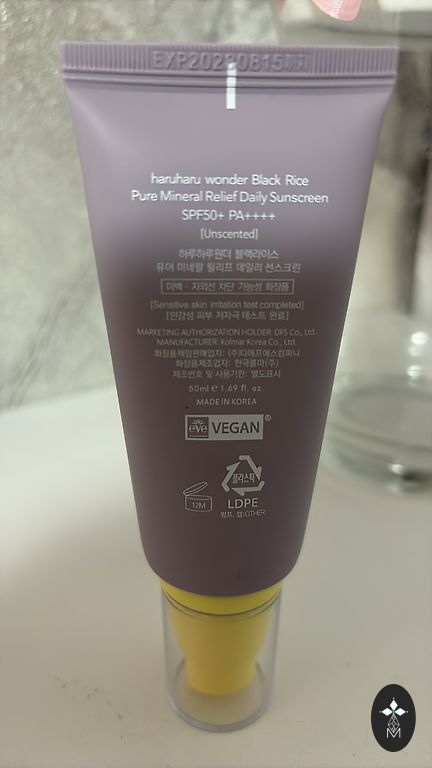 haruharu wonder Black Rice
Pure Mineral Relief Daily Sunscreen
SPF50+ PA++++
[Unscented]
하루하루원더 블랙라이스
퓨어 미네랄 릴리프 데일리 선스크린
미백 · 자외선 차단 기능성 화장품
[Sensitive skin irritation test completed]
[민감성 피부 저자극 테스트 완료]
MARKETING AUTHORIZATION HOLDER: DFS Co., Ltd.
MANUFACTURER: Kolmar Korea Co., Ltd.
화장품책임판매업자: (주)디에프에스컴퍼니
화장품제조업자: 한국콜마(주)
제조번호 및 사용기한: 별도표시
50ml ℮ 1.69 fl. oz.
MADE IN KOREA
eve VEGAN®
플라스틱
12M
LDPE
펌프, 캡:OTHER
M